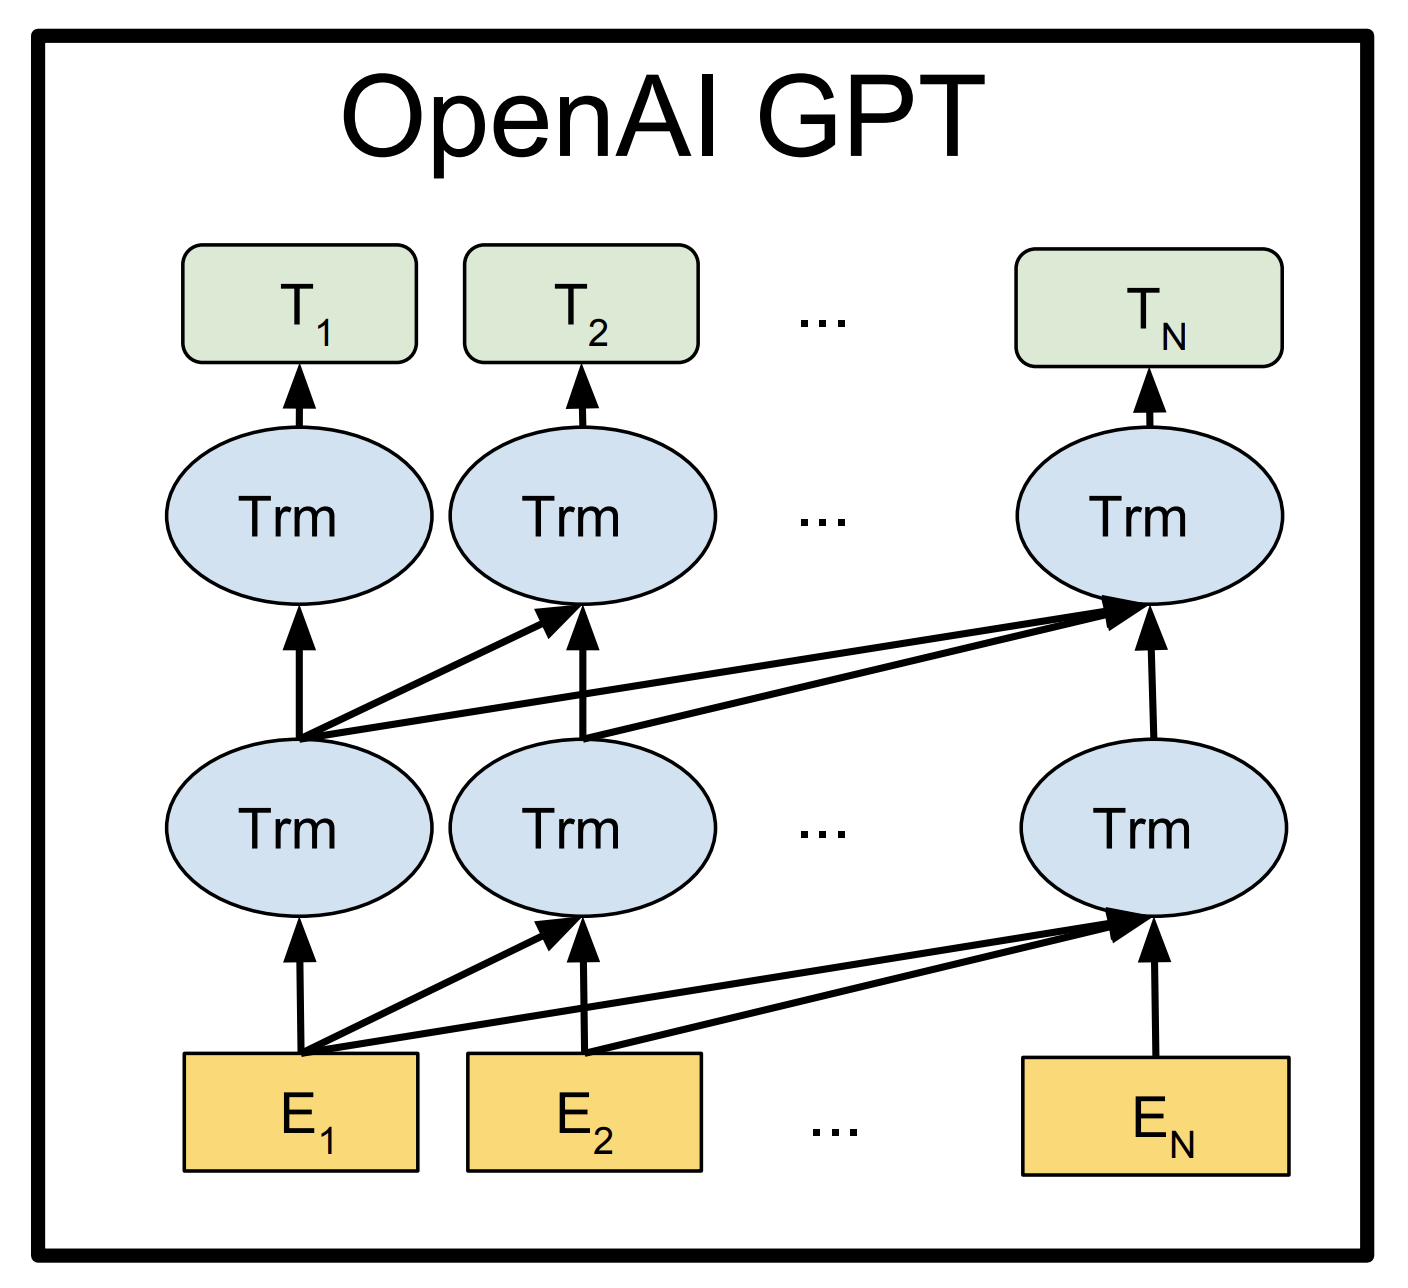 OpenAI GPT
T1 T2 ... TN
Trm Trm ... Trm
Trm Trm ... Trm
E1 E2 ... EN